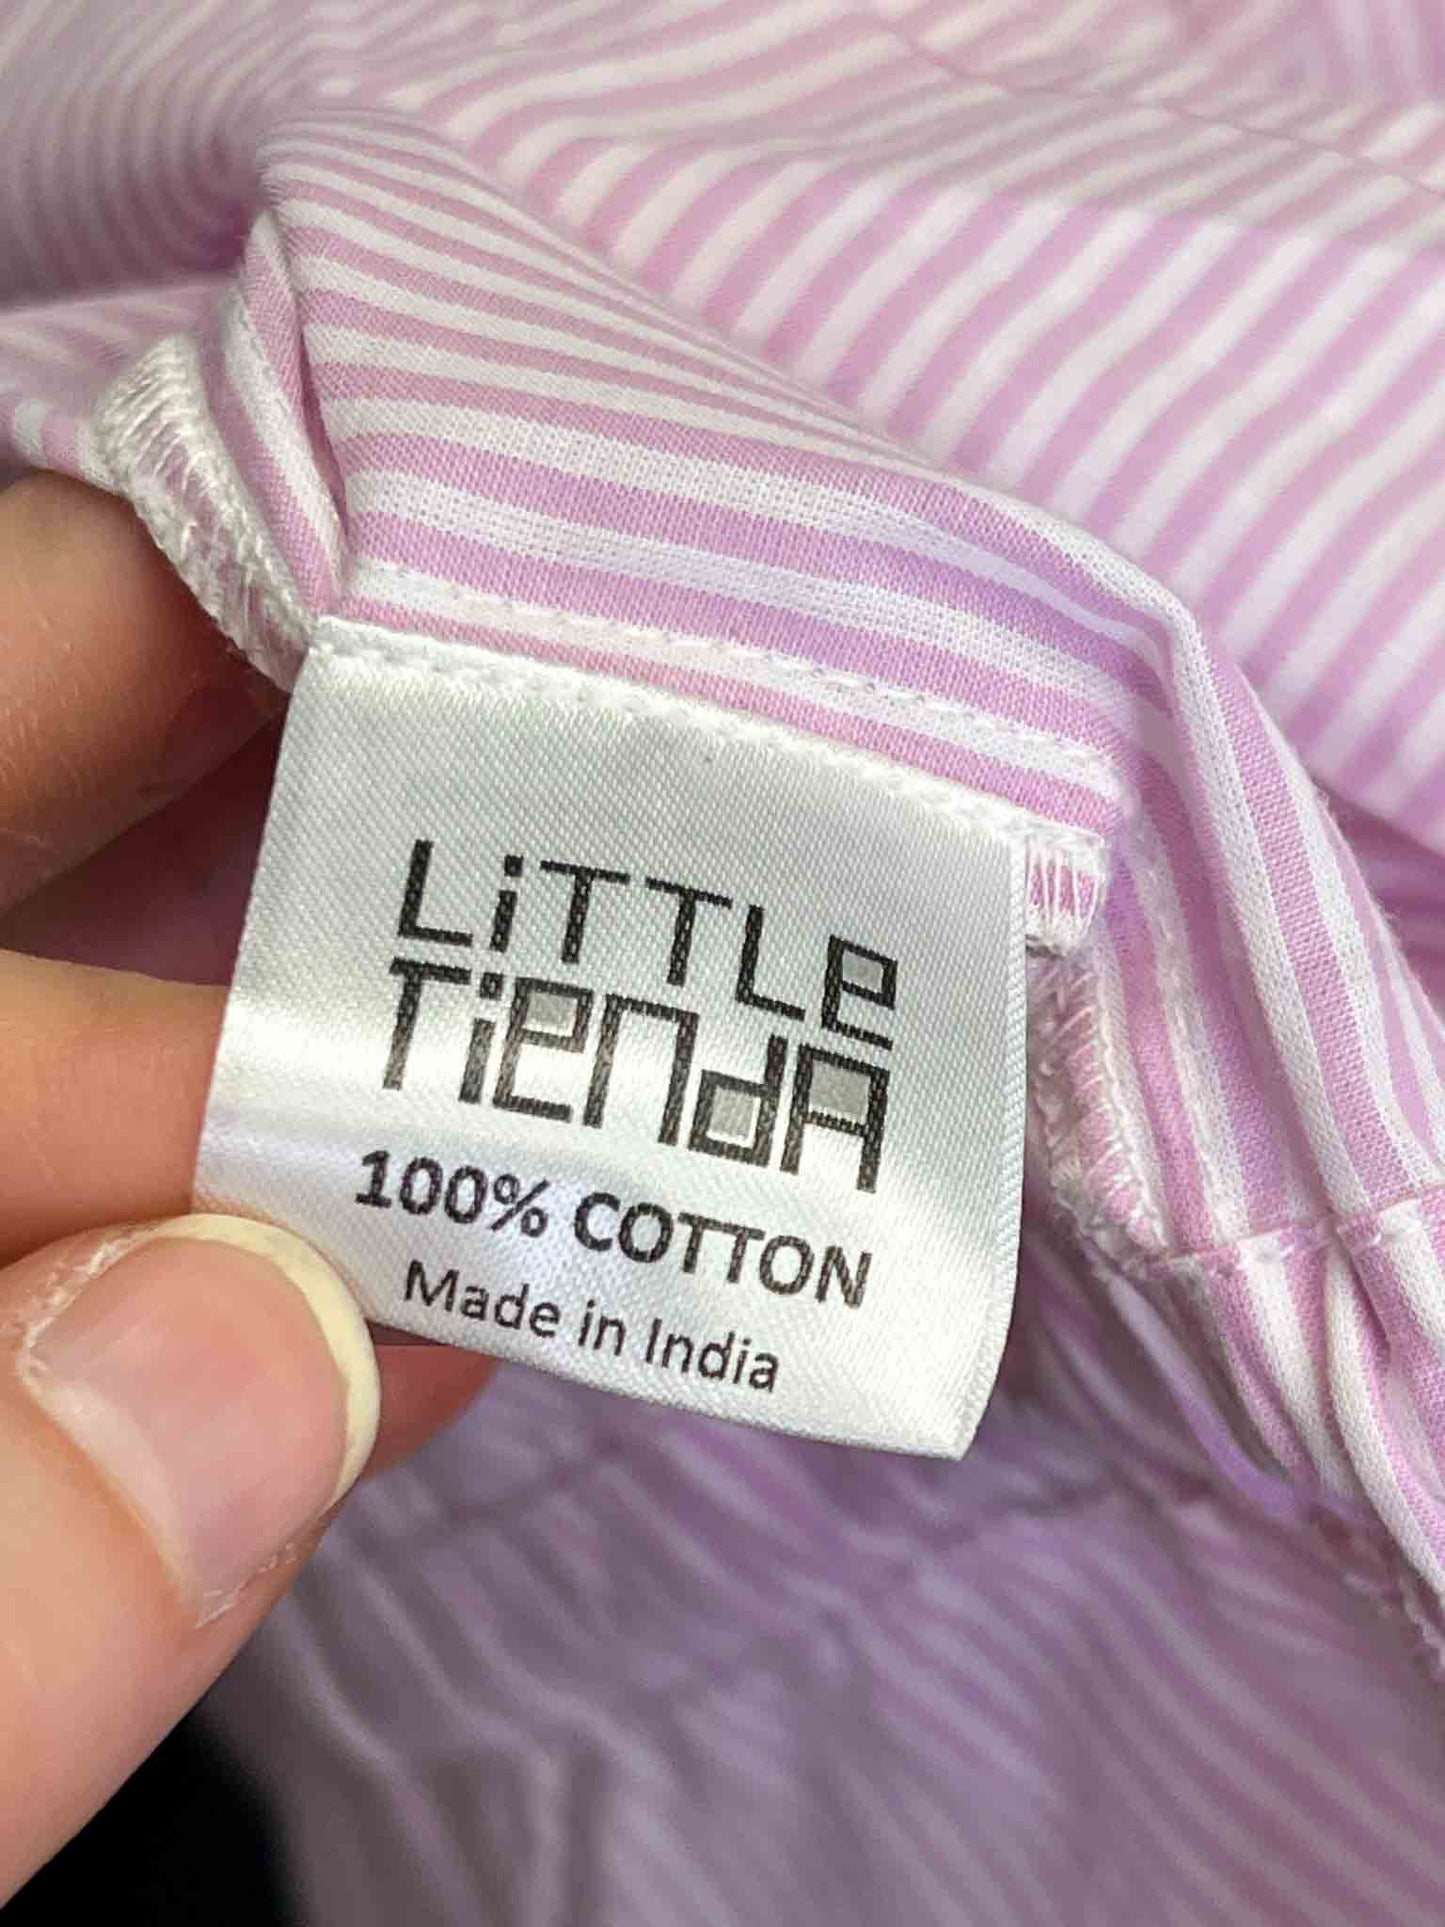 LiTTLe
TiendA
100% COTTON
Made in India